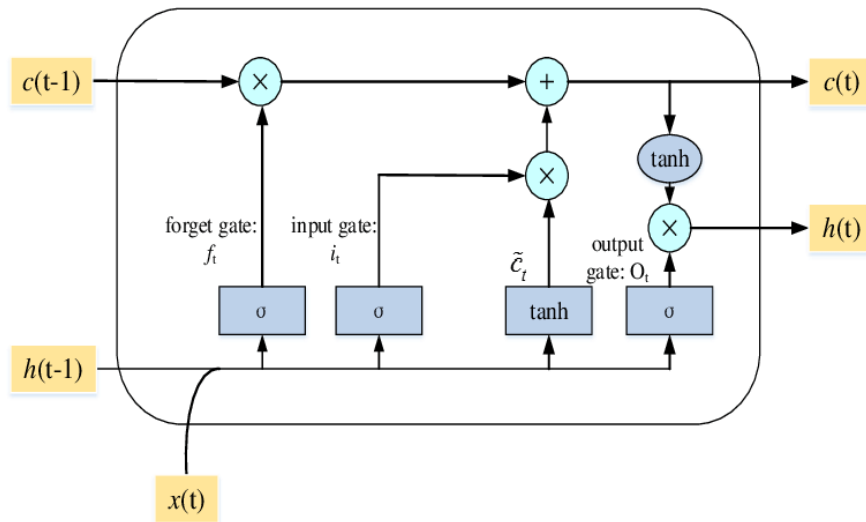 c(t-1)
×
+
c(t)
tanh
×
forget gate:
f_t
input gate:
i_t
c̃_t
output
gate: O_t
×
h(t)
σ
σ
tanh
σ
h(t-1)
x(t)